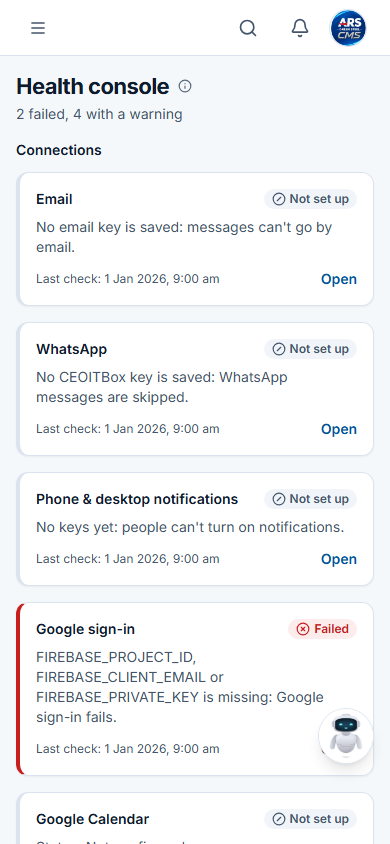 ARS
CMS
Health console
2 failed, 4 with a warning
Connections
Email
Not set up
No email key is saved: messages can't go by
email.
Last check: 1 Jan 2026, 9:00 am
Open
WhatsApp
Not set up
No CEOITBox key is saved: WhatsApp
messages are skipped.
Last check: 1 Jan 2026, 9:00 am
Open
Phone & desktop notifications
Not set up
No keys yet: people can't turn on notifications.
Last check: 1 Jan 2026, 9:00 am
Open
Google sign-in
Failed
FIREBASE_PROJECT_ID,
FIREBASE_CLIENT_EMAIL or
FIREBASE_PRIVATE_KEY is missing: Google
sign-in fails.
Last check: 1 Jan 2026, 9:00 am
Google Calendar
Not set up